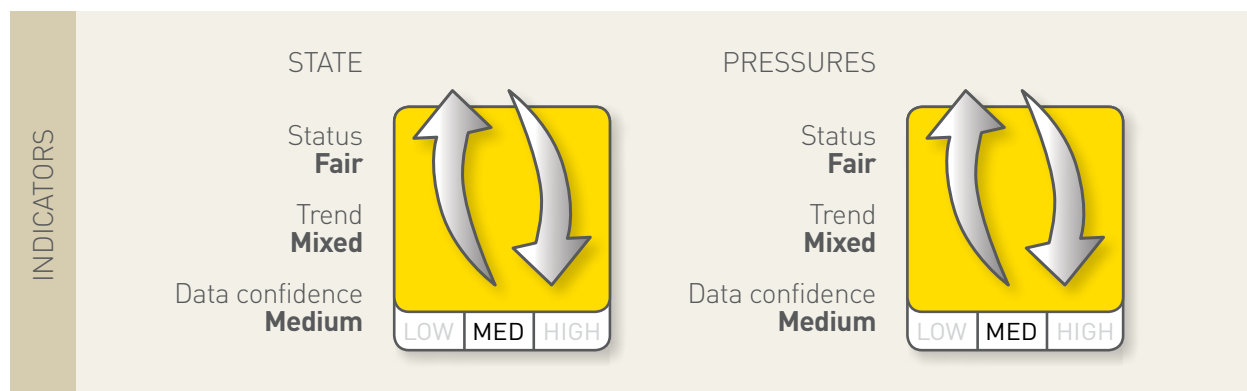 INDICATORS
STATE
Status
Fair
Trend
Mixed
Data confidence
Medium
LOW MED HIGH
PRESSURES
Status
Fair
Trend
Mixed
Data confidence
Medium
LOW MED HIGH